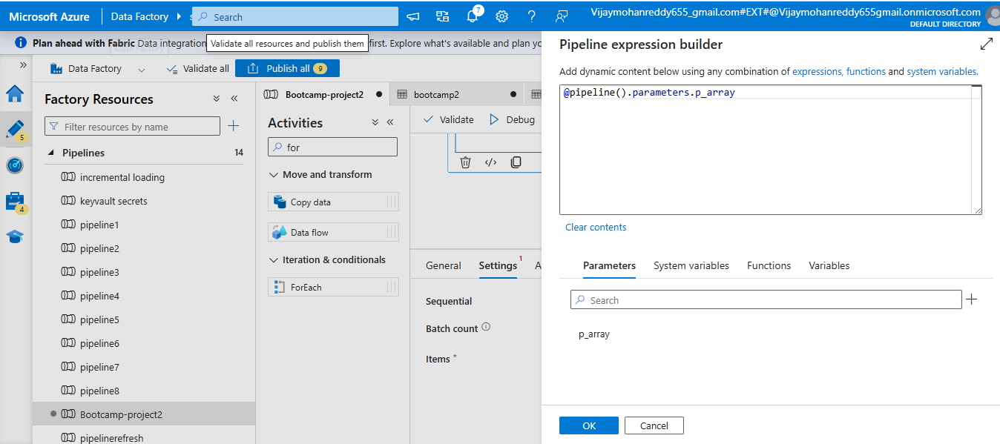 Microsoft Azure
Data Factory
Search
7
Vijaymohanreddy655_gmail.com#EXT#@Vijaymohanreddy655gmail.onmicrosoft.com
DEFAULT DIRECTORY
Plan ahead with Fabric Data integration
Validate all resources and publish them
first. Explore what's available and plan yo
Data Factory
Validate all
Publish all 9
Factory Resources
Filter resources by name
5
4
Pipelines 14
incremental loading
keyvault secrets
pipeline1
pipeline2
pipeline3
pipeline4
pipeline5
pipeline6
pipeline7
pipeline8
Bootcamp-project2
pipelinerefresh
Bootcamp-project2
bootcamp2
Activities
for
Move and transform
Copy data
Data flow
Iteration & conditionals
ForEach
Validate
Debug
General
Settings 1
A
Sequential
Batch count
Items *
Pipeline expression builder
Add dynamic content below using any combination of expressions, functions and system variables.
@pipeline().parameters.p_array
Clear contents
Parameters
System variables
Functions
Variables
Search
p_array
OK
Cancel